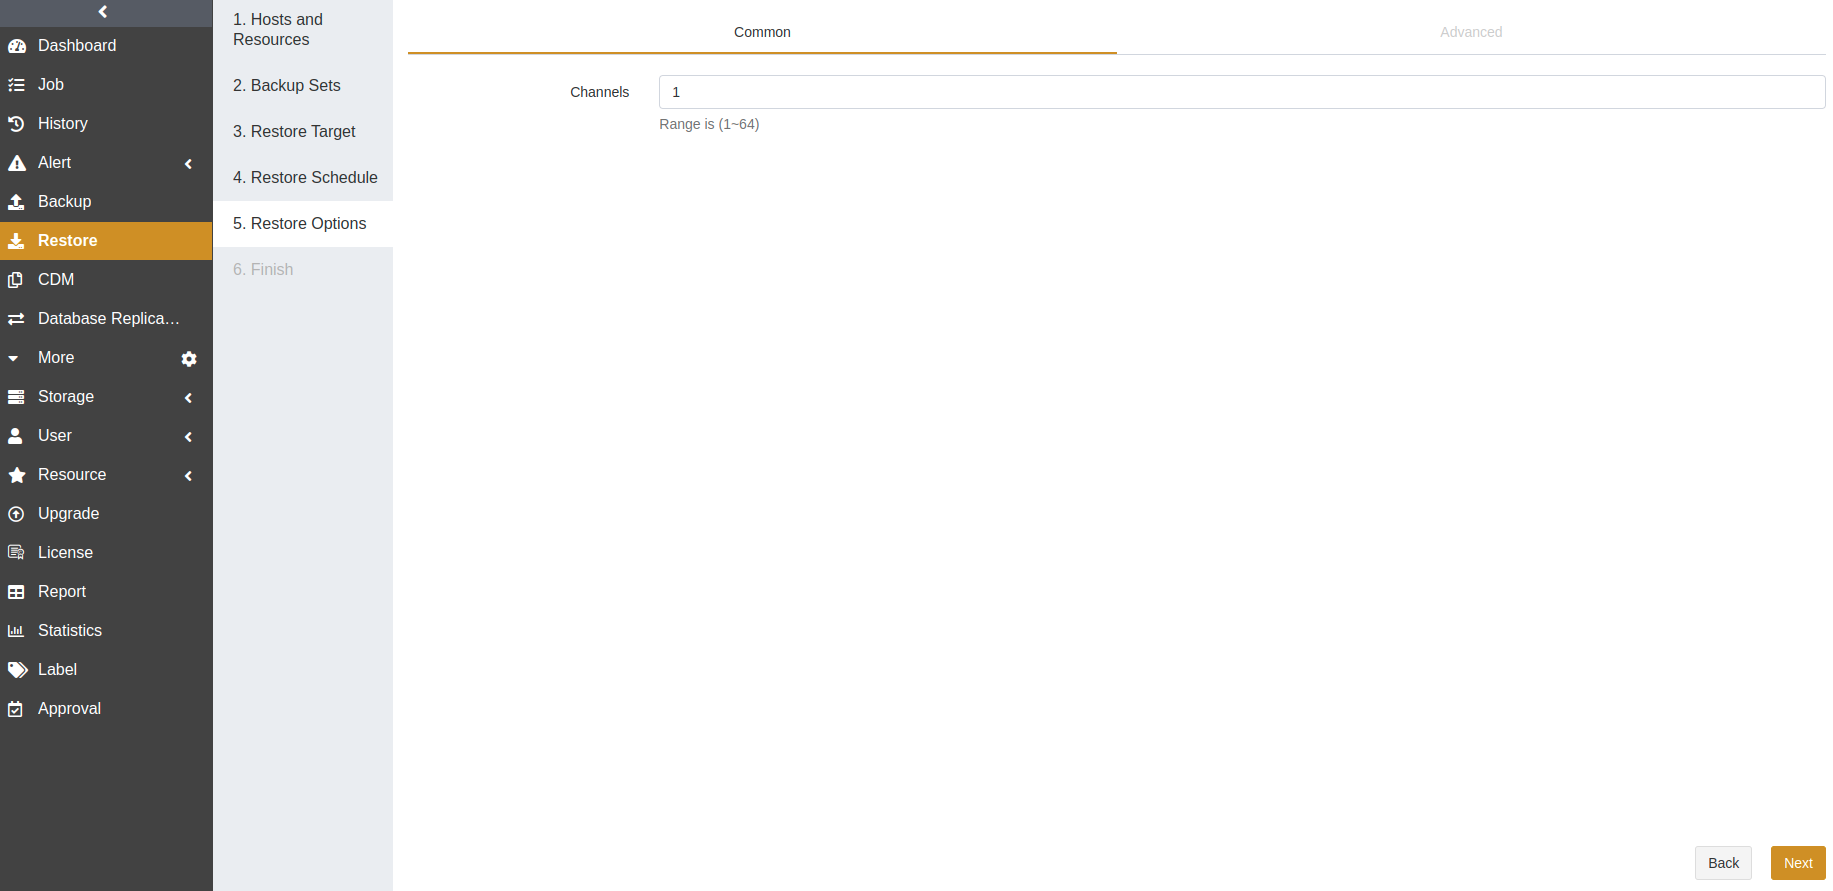 Dashboard
Job
History
Alert
Backup
Restore
CDM
Database Replica…
More
Storage
User
Resource
Upgrade
License
Report
Statistics
Label
Approval
1. Hosts and
Resources
2. Backup Sets
3. Restore Target
4. Restore Schedule
5. Restore Options
6. Finish
Common
Advanced
Channels
1
Range is (1~64)
Back
Next